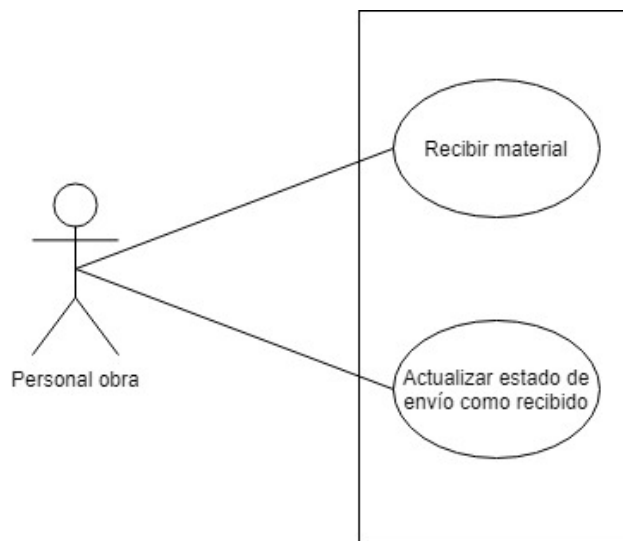 Recibir material
Personal obra
Actualizar estado de
envío como recibido